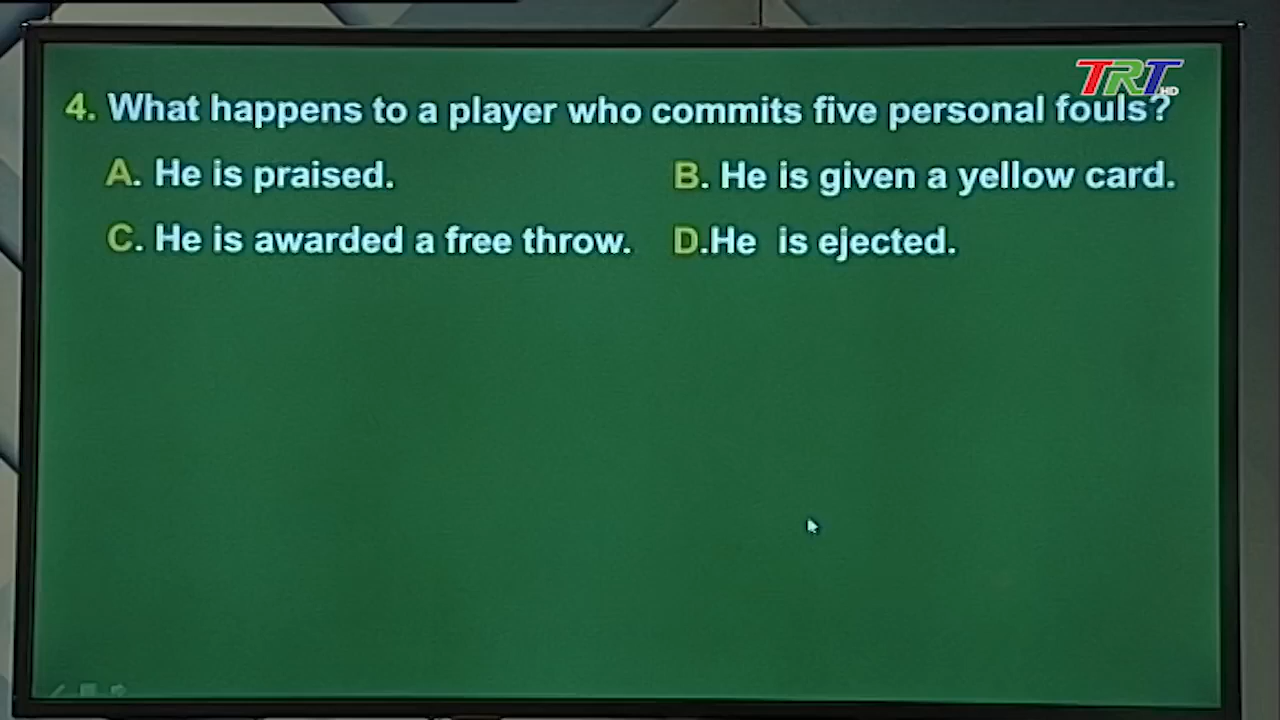 TRT HD
4. What happens to a player who commits five personal fouls?
A. He is praised. B. He is given a yellow card.
C. He is awarded a free throw. D.He is ejected.